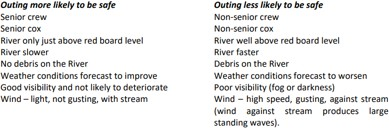 Outing more likely to be safe
Senior crew
Senior cox
River only just above red board level
River slower
No debris on the River
Weather conditions forecast to improve
Good visibility and not likely to deteriorate
Wind – light, not gusting, with stream
Outing less likely to be safe
Non-senior crew
Non-senior cox
River well above red board level
River faster
Debris on the River
Weather conditions forecast to worsen
Poor visibility (fog or darkness)
Wind – high speed, gusting, against stream
(wind against stream produces large
standing waves).